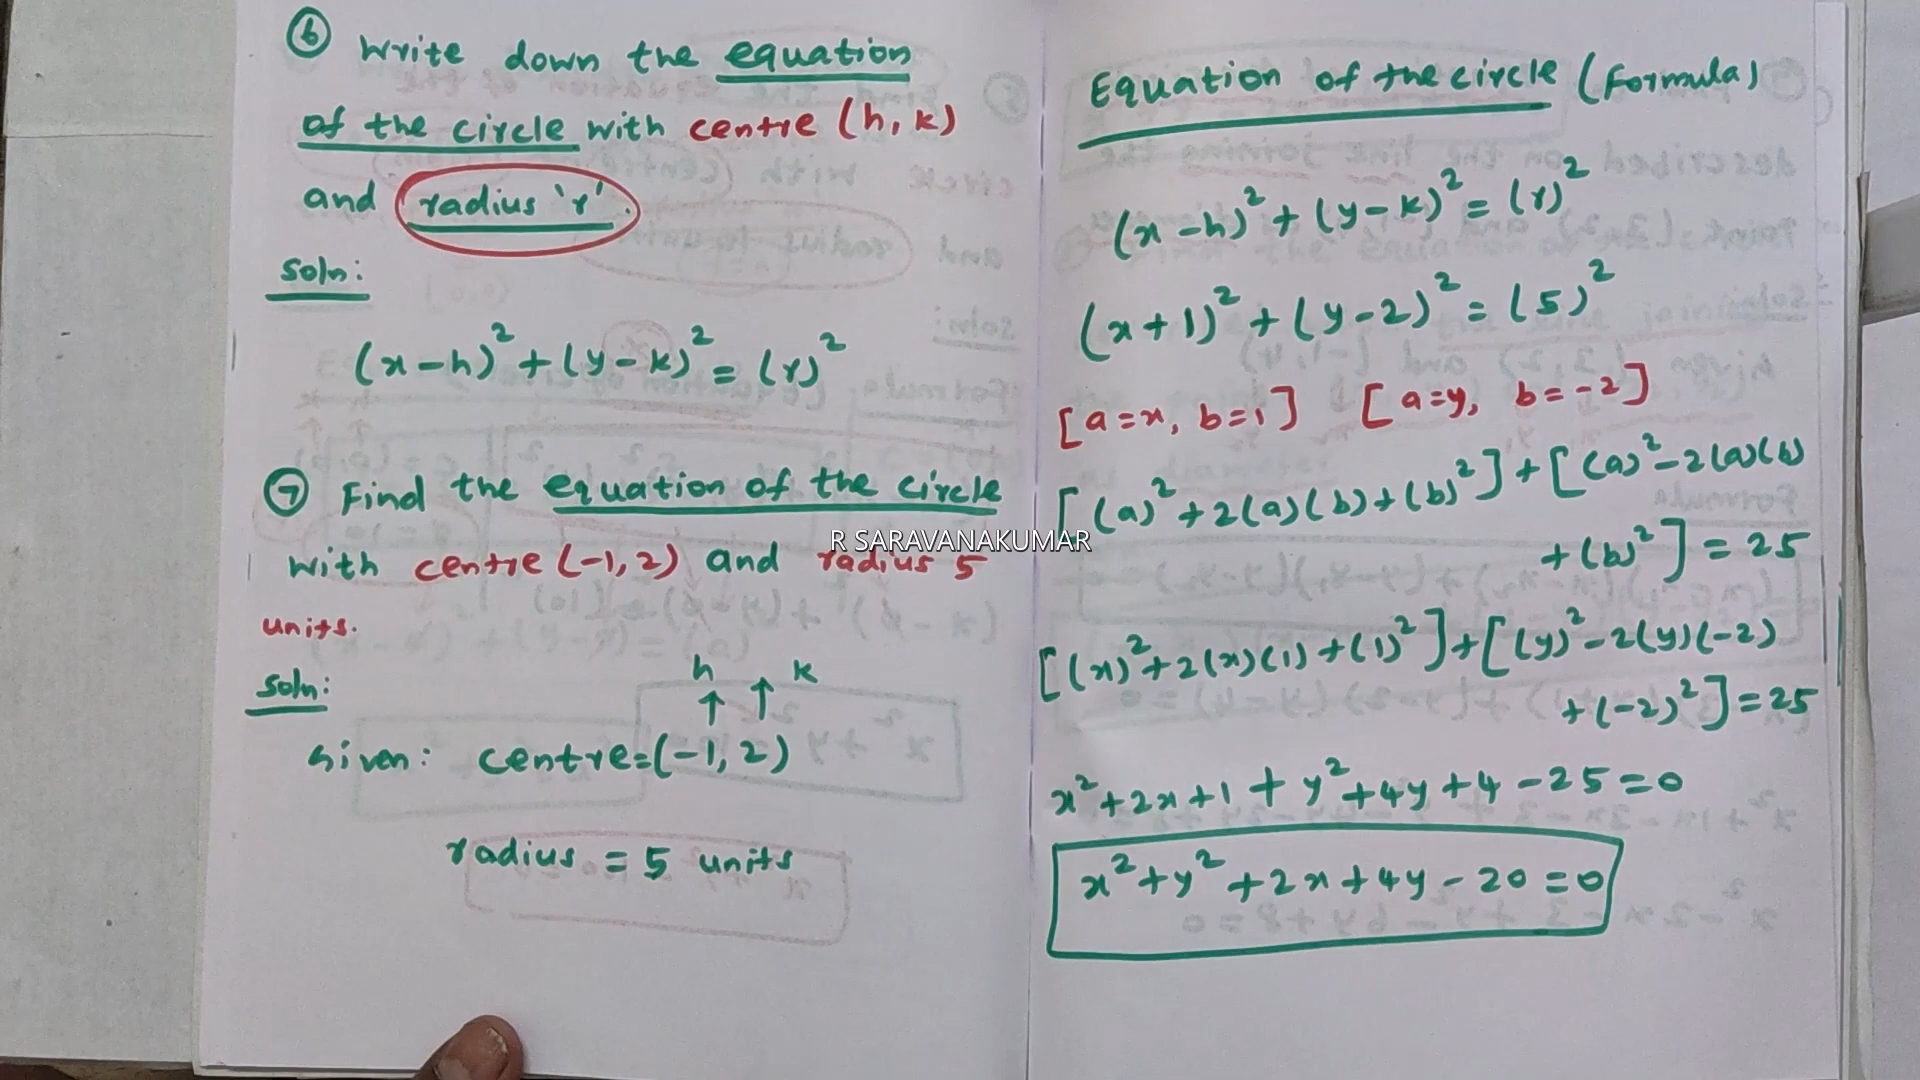 6 Write down the equation
of the circle with centre (h, k)
and radius 'r'.
Soln:
(x-h)² + (y-k)² = (r)²
7 Find the equation of the circle
with centre (-1, 2) and radius 5
units.
Soln:
h k
Given: centre = (-1, 2)
radius = 5 units
Equation of the circle (Formula)
(x-h)² + (y-k)² = (r)²
(x+1)² + (y-2)² = (5)²
[a=x, b=1] [a=y, b=-2]
[(a)² + 2(a)(b) + (b)²] + [(a)² - 2(a)(b)
+ (b)²] = 25
[(x)² + 2(x)(1) + (1)²] + [(y)² - 2(y)(-2)
+ (-2)²] = 25
x² + 2x + 1 + y² + 4y + 4 - 25 = 0
x² + y² + 2x + 4y - 20 = 0
R SARAVANAKUMAR